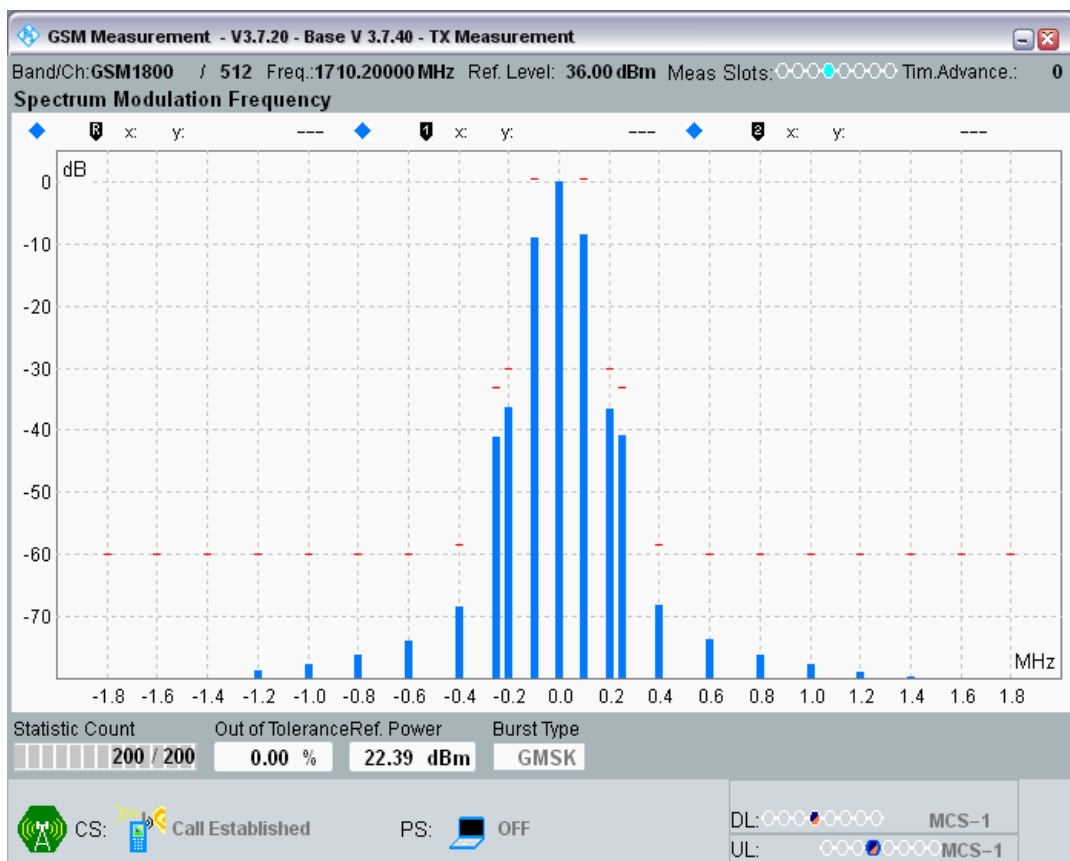 GSM Measurement - V3.7.20 - Base V 3.7.40 - TX Measurement
Band/Ch:GSM1800 / 512 Freq.:1710.20000 MHz Ref. Level: 36.00 dBm Meas Slots: Tim.Advance.: 0
Spectrum Modulation Frequency
R x: y: --- 1 x: y: --- 2 x: y: ---
dB
0
-10
-20
-30
-40
-50
-60
-70
MHz
-1.8 -1.6 -1.4 -1.2 -1.0 -0.8 -0.6 -0.4 -0.2 0.0 0.2 0.4 0.6 0.8 1.0 1.2 1.4 1.6 1.8
Statistic Count Out of Tolerance Ref. Power Burst Type
200 / 200 0.00 % 22.39 dBm GMSK
CS: Call Established PS: OFF
DL: MCS-1
UL: MCS-1